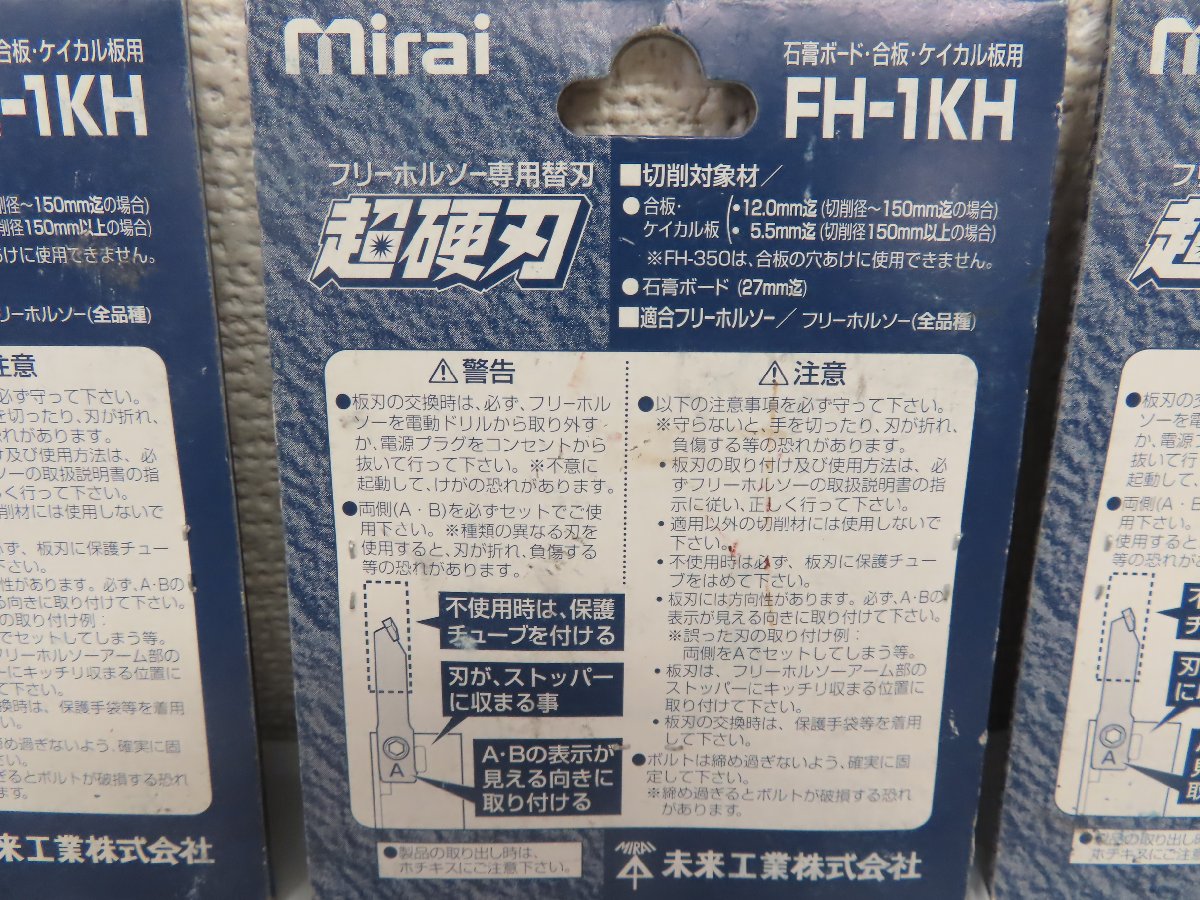 mirai
石膏ボード・合板・ケイカル板用
FH-1KH
フリーホルソー専用替刃
超硬刃
■切削対象材／
●合板・ケイカル板
・12.0mm迄 (切削径〜150mm迄の場合)
・5.5mm迄 (切削径150mm以上の場合)
※FH-350は、合板の穴あけに使用できません。
●石膏ボード (27mm迄)
■適合フリーホルソー／フリーホルソー(全品種)
⚠警告
●板刃の交換時は、必ず、フリーホル
ソーを電動ドリルから取り外す
か、電源プラグをコンセントから
抜いて行って下さい。※不意に
起動して、けがの恐れがあります。
●両側(A・B)を必ずセットでご使
用下さい。※種類の異なる刃を
使用すると、刃が折れ、負傷する
等の恐れがあります。
不使用時は、保護
チューブを付ける
刃が、ストッパー
に収まる事
A・Bの表示が
見える向きに
取り付ける
A
⚠注意
●以下の注意事項を必ず守って下さい。
※守らないと、手を切ったり、刃が折れ、
負傷する等の恐れがあります。
・板刃の取り付け及び使用方法は、必
ずフリーホルソーの取扱説明書の指
示に従い、正しく行って下さい。
・適用以外の切削材には使用しないで
下さい。
・不使用時は必ず、板刃に保護チュー
ブをはめて下さい。
・板刃には方向性があります。必ず、A・Bの
表示が見える向きに取り付けて下さい。
※誤った刃の取り付け例：
両側をAでセットしてしまう等。
・板刃は、フリーホルソーアーム部の
ストッパーにキッチリ収まる位置に
取り付けて下さい。
・板刃の交換時は、保護手袋等を着用
して下さい。
●ボルトは締め過ぎないよう、確実に固
定して下さい。
※締め過ぎるとボルトが破損する恐れ
があります。
●製品の取り出し時は、
ホチキスにご注意下さい。
MIRAI
未来工業株式会社